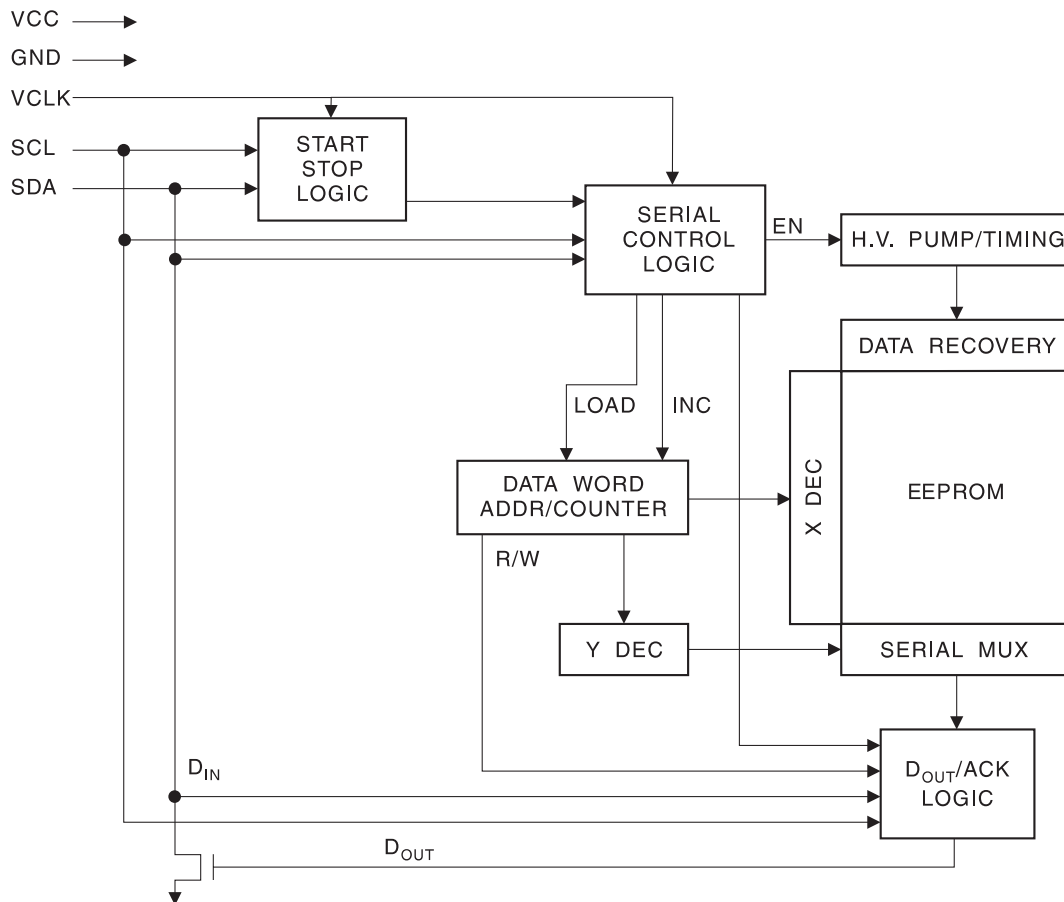 VCC
GND
VCLK
SCL
SDA
START
STOP
LOGIC
SERIAL
CONTROL
LOGIC
EN
H.V. PUMP/TIMING
DATA RECOVERY
LOAD
INC
DATA WORD
ADDR/COUNTER
X DEC
EEPROM
R/W
Y DEC
SERIAL MUX
DIN
DOUT/ACK
LOGIC
DOUT